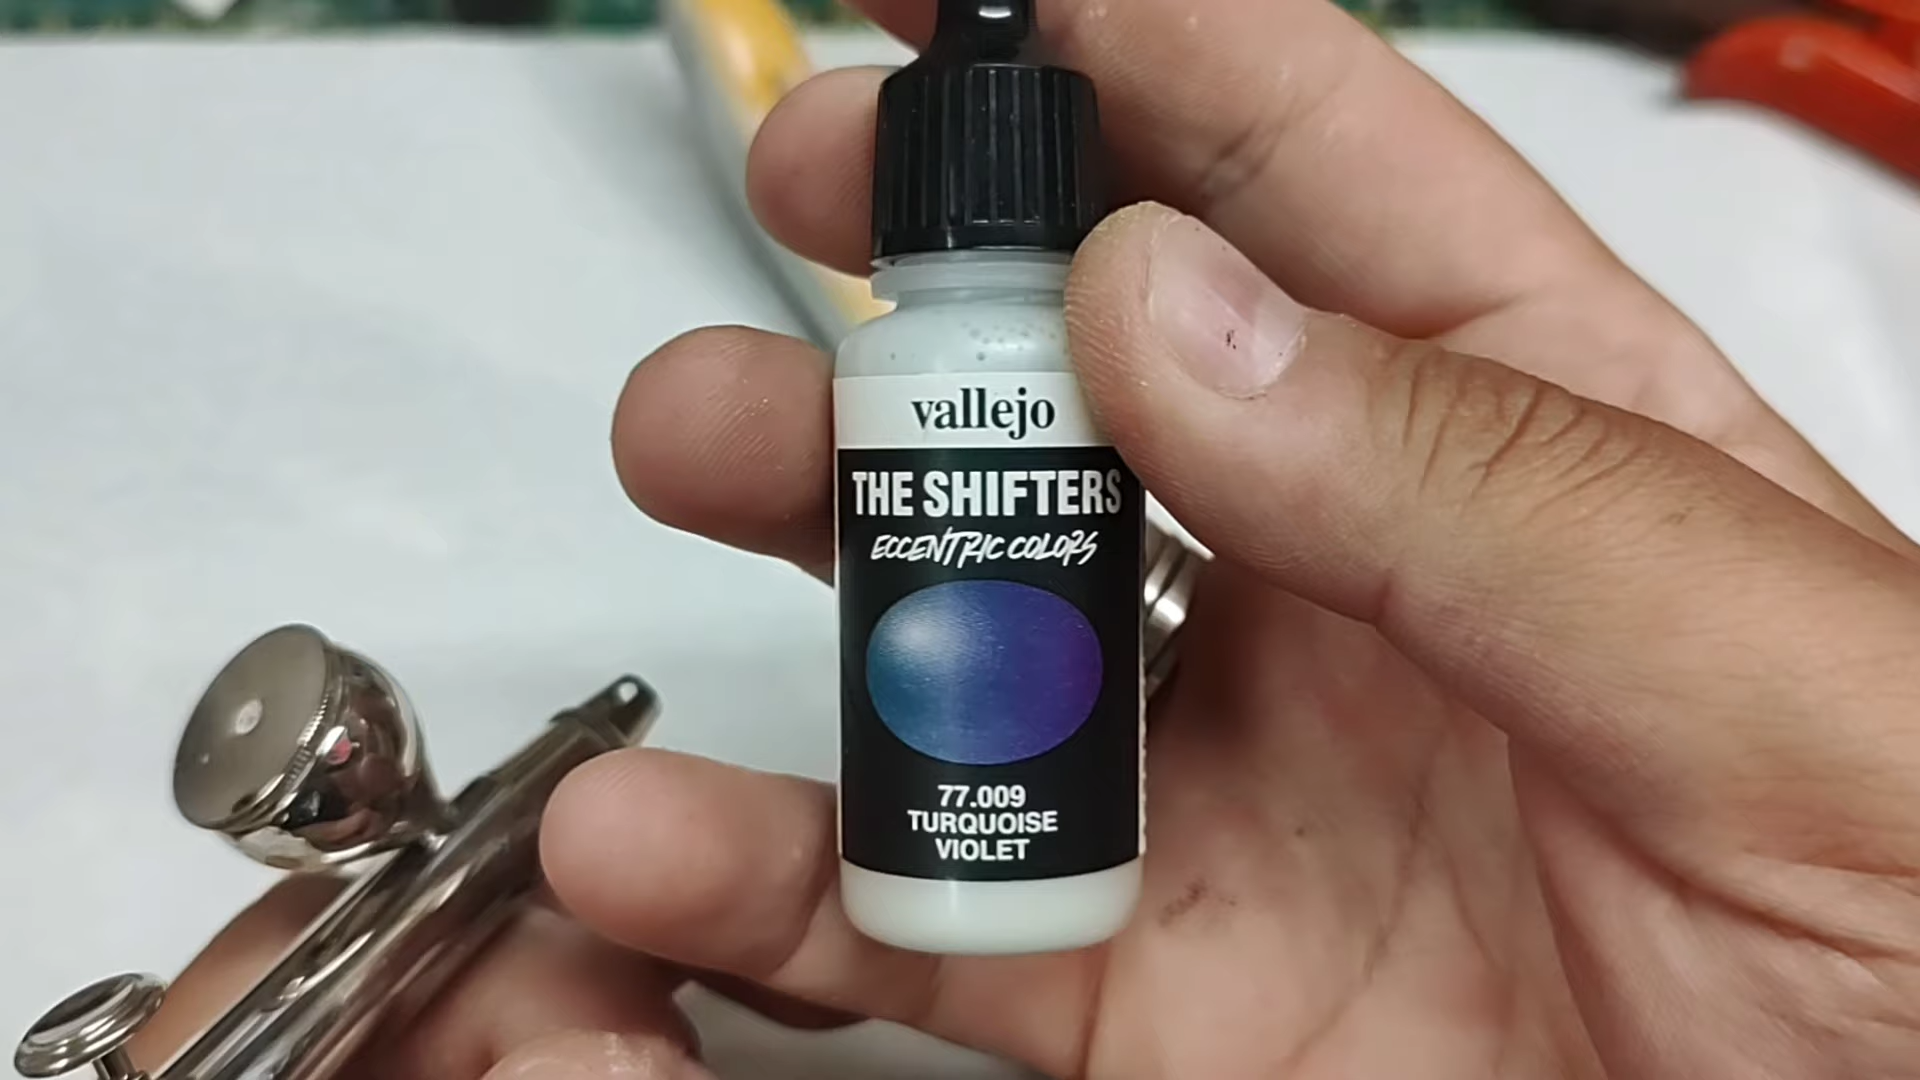 vallejo
THE SHIFTERS
ECCENTRIC COLORS
77.009
TURQUOISE
VIOLET